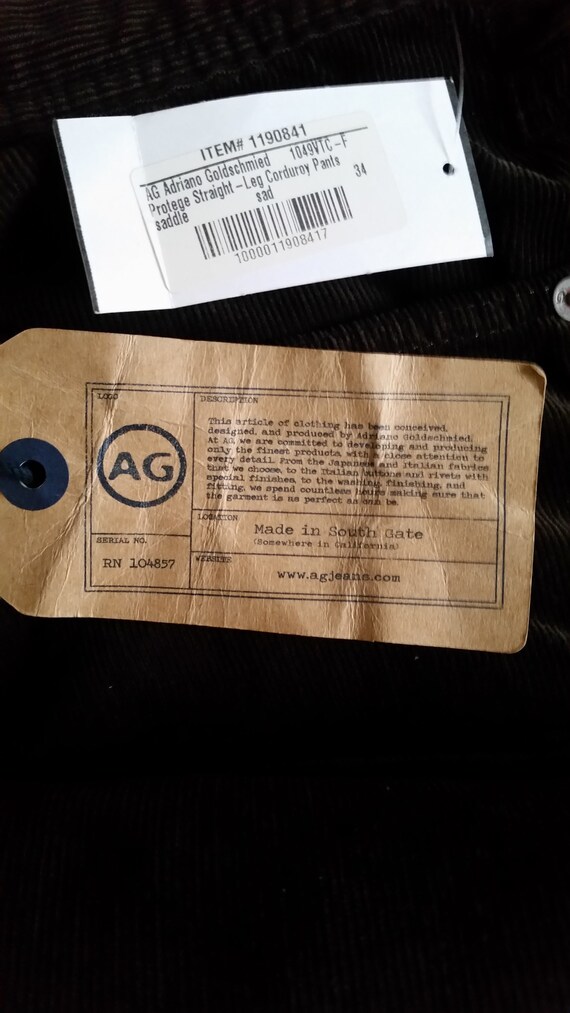 ITEM# 1190841
AG Adriano Goldschmied 1049VTC-F
Protege Straight-Leg Corduroy Pants 34
saddle sad
1000011908417
LOGO
AG
SERIAL NO.
RN 104857
DESCRIPTION
This article of clothing has been conceived,
designed, and produced by Adriano Goldschmied.
At AG, we are committed to developing and producing
only the finest products, with a close attention to
every detail. From the Japanese and Italian fabrics
that we choose, to the Italian buttons and rivets with
special finishes, to the washing, finishing, and
fitting, we spend countless hours making sure that
the garment is as perfect as can be.
LOCATION
Made in South Gate
(Somewhere in California)
WEBSITE
www.agjeans.com